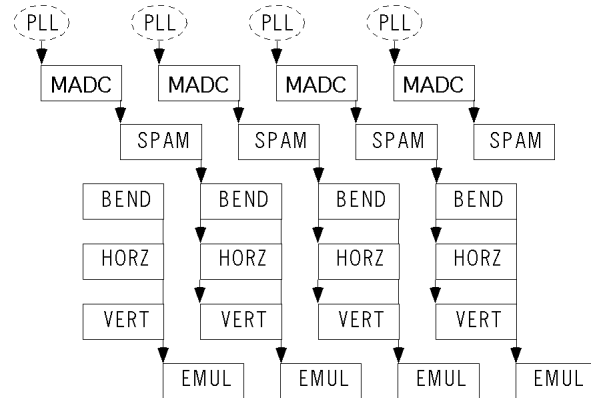 PLL PLL PLL PLL
MADC MADC MADC MADC
SPAM SPAM SPAM SPAM
BEND BEND BEND BEND
HORZ HORZ HORZ HORZ
VERT VERT VERT VERT
EMUL EMUL EMUL EMUL